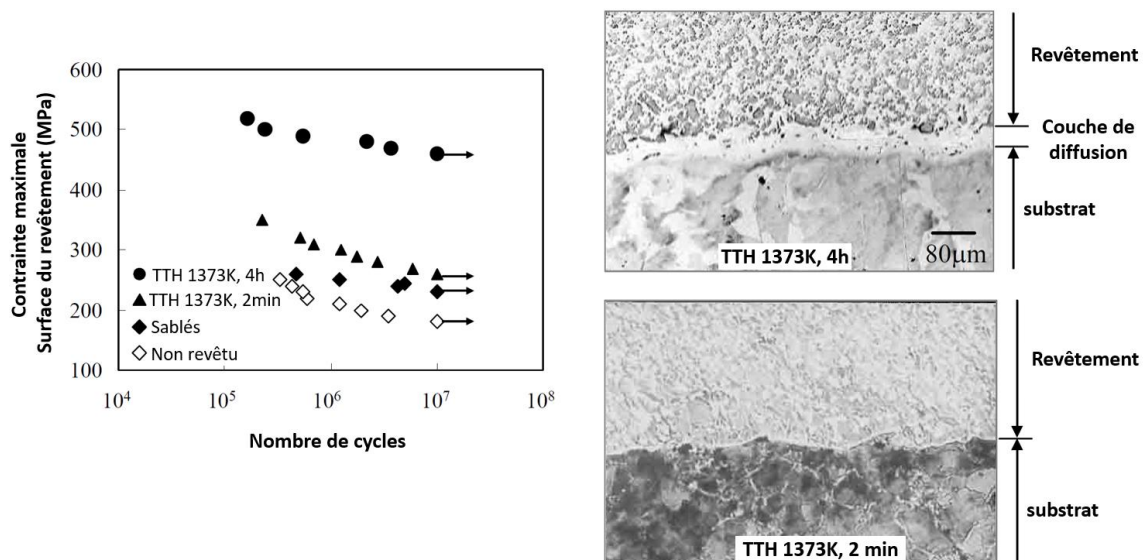 Contrainte maximale
Surface du revêtement (MPa)
600
500
400
300
200
100
TTH 1373K, 4h
TTH 1373K, 2min
Sablés
Non revêtu
10⁴
10⁵
10⁶
10⁷
10⁸
Nombre de cycles
Revêtement
Couche de
diffusion
substrat
80µm
TTH 1373K, 4h
Revêtement
substrat
TTH 1373K, 2 min